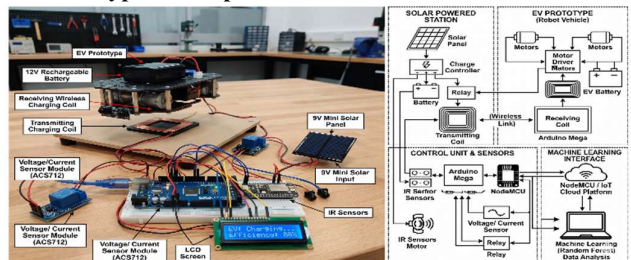 EV Prototype
12V Rechargeable
Battery
Receiving Wireless
Charging Coil
Transmitting
Charging Coil
Voltage/Current
Sensor Module
(ACS712)
Voltage/ Current
Sensor Module
(ACS712)
Voltage/ Current
Sensor Module
(ACS712)
LCD
Screen
9V Mini Solar
Panel
9V Mini Solar
Input
IR Sensors
EV: Charging...
SOLAR POWERED
STATION
Solar
Panel
Charge
Controller
Battery
Relay
Transmitting
Coil
(Wireless
Link)
EV PROTOTYPE
(Robot Vehicle)
Motors
Motors
Motor
Driver
Mators
EV Battery
Receiving
Coil
Arduino Mega
CONTROL UNIT & SENSORS
IR Serfsor
Sensors
Arduino
Mega
NodeMCU
Voltage/Current
Sensor
Relay
Relay
IR Sensors
Motor
MACHINE LEARNING
INTERFACE
NodeMCU / IoT
Cloud Platform
Machine Learning
(Random Forest)
Data Analysis